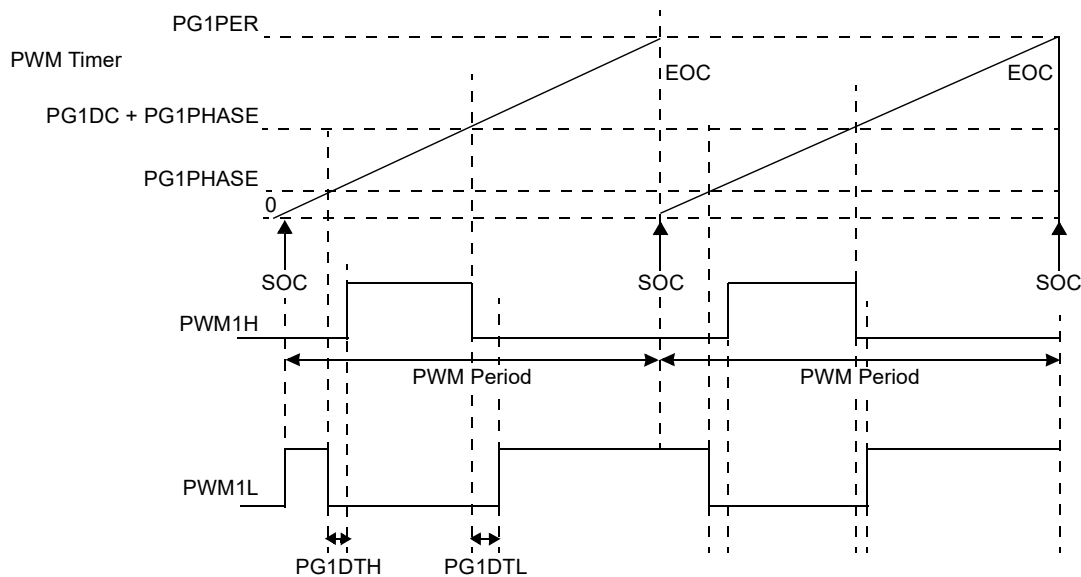 PG1PER
PWM Timer
EOC
EOC
PG1DC + PG1PHASE
PG1PHASE
0
SOC
SOC
SOC
PWM1H
PWM Period
PWM Period
PWM1L
PG1DTH
PG1DTL